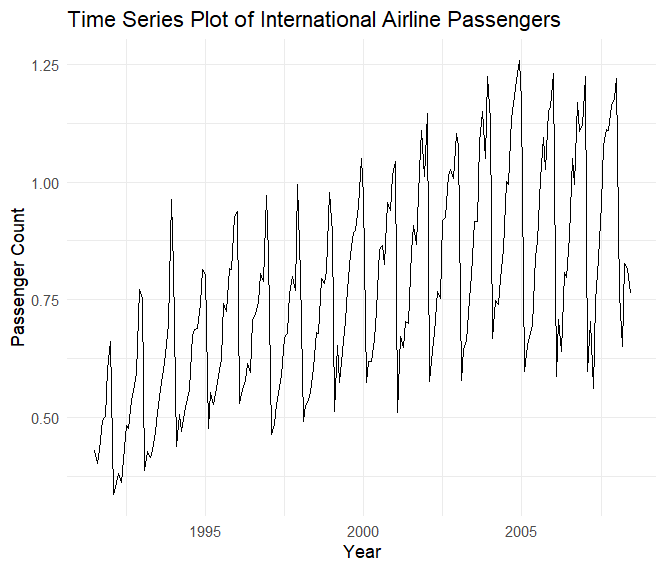 Time Series Plot of International Airline Passengers
1.25
1.00
0.75
0.50
Passenger Count
1995
2000
2005
Year